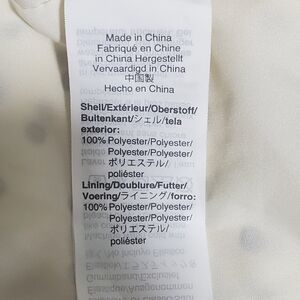 Made in China
Fabriqué en Chine
in China Hergestellt
Vervaardigd in China
中国製
Hecho en China
Shell/Extérieur/Oberstoff/
Buitenkant/シェル/tela
exterior:
100% Polyester/Polyester/
Polyester/Polyester/
ポリエステル/
poliéster
Lining/Doublure/Futter/
Voering/ライニング/forro:
100% Polyester/Polyester/
Polyester/Polyester/
ポリエステル/
poliéster